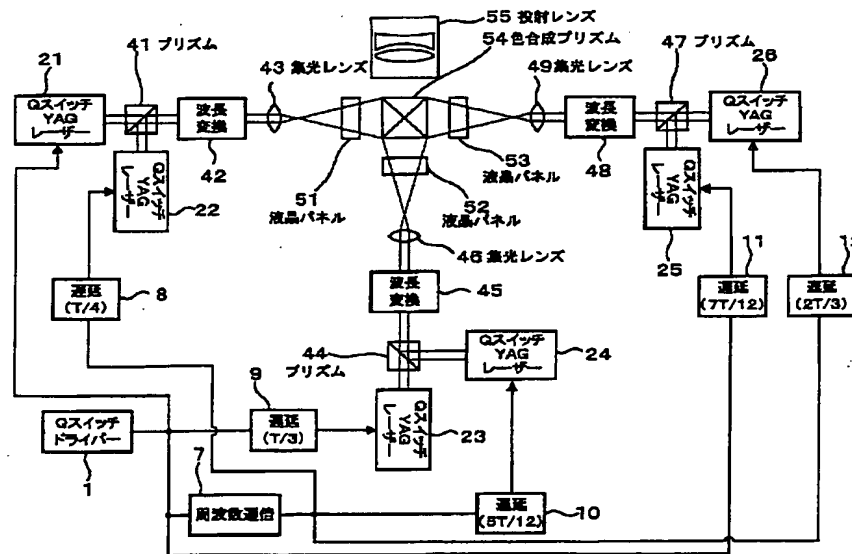 55 投射レンズ
54 色合成プリズム
21
41 プリズム
43 集光レンズ
49 集光レンズ
47 プリズム
26
Qスイッチ
YAG
レーザー
波長
変換
42
波長
変換
48
Qスイッチ
YAG
レーザー
Qスイッチ
YAG
レーザー
22
51
液晶パネル
52
液晶パネル
53
液晶パネル
Qスイッチ
YAG
レーザー
25
46 集光レンズ
遅延
(T/4)
8
波長
変換
45
11
遅延
(7T/12)
遅延
(2T/3)
44
プリズム
Qスイッチ
YAG
レーザー
24
Qスイッチ
ドライバー
1
9
遅延
(T/3)
Qスイッチ
YAG
レーザー
23
7
周波数逓倍
遅延
(5T/12)
10